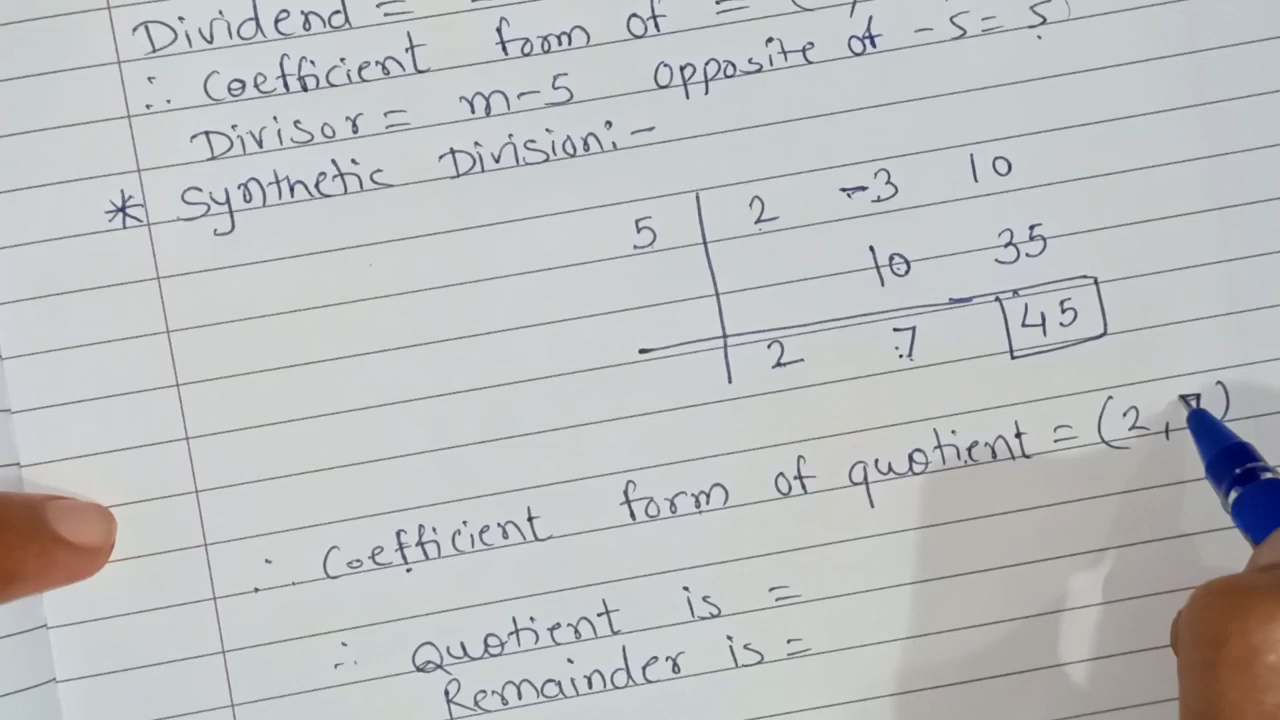 Dividend =
∴ Coefficient form of = (
Divisor = m-5 opposite of -5 = 5
* Synthetic Division:-
5 2 -3 10
10 35
2 7 45
∴ Coefficient form of quotient = (2, 7)
∴ Quotient is =
Remainder is =